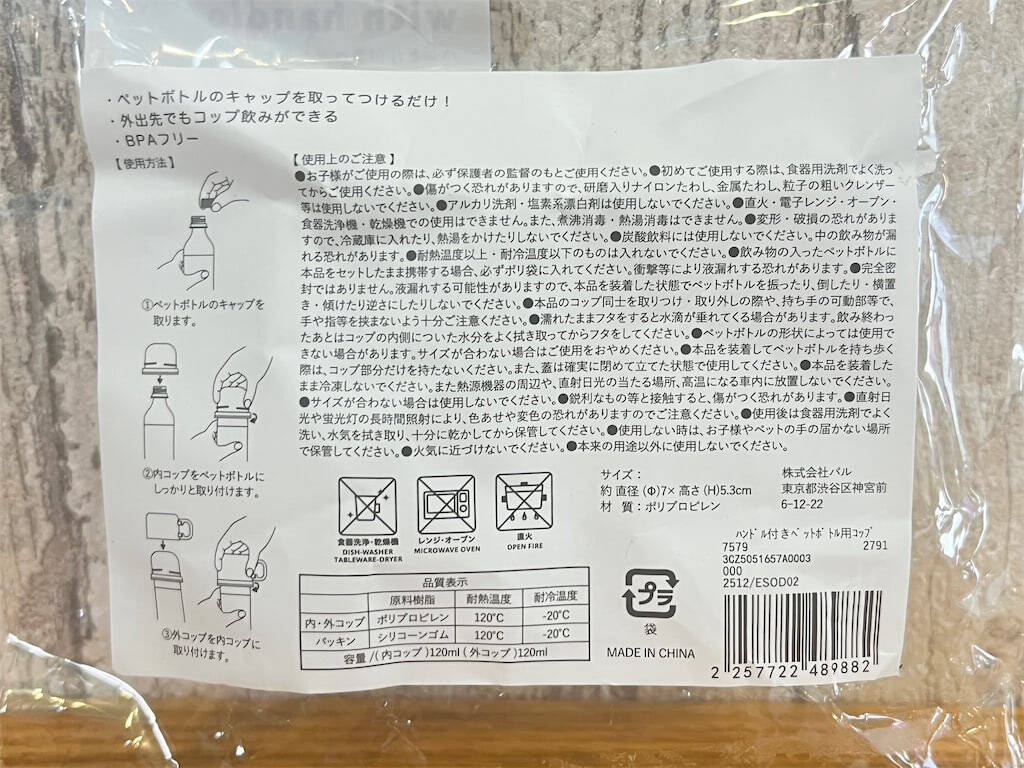 with handle
・ペットボトルのキャップを取ってつけるだけ！
・外出先でもコップ飲みができる
・BPAフリー
【使用方法】
①ペットボトルのキャップを
取ります。
②内コップをペットボトルに
しっかりと取り付けます。
③外コップを内コップに
取り付けます。
【使用上のご注意】
●お子様がご使用の際は、必ず保護者の監督のもとご使用ください。●初めてご使用する際は、食器用洗剤でよく洗っ
てからご使用ください。●傷がつく恐れがありますので、研磨入りナイロンたわし、金属たわし、粒子の粗いクレンザー
等は使用しないでください。●アルカリ洗剤・塩素系漂白剤は使用しないでください。●直火・電子レンジ・オーブン・
食器洗浄機・乾燥機での使用はできません。また、煮沸消毒・熱湯消毒はできません。●変形・破損の恐れがありま
すので、冷蔵庫に入れたり、熱湯をかけたりしないでください。●炭酸飲料には使用しないでください。中の飲み物が漏
れる恐れがあります。●耐熱温度以上・耐冷温度以下のものは入れないでください。●飲み物の入ったペットボトルに
本品をセットしたまま携帯する場合、必ずポリ袋に入れてください。衝撃等により液漏れする恐れがあります。●完全密
封ではありません。液漏れする可能性がありますので、本品を装着した状態でペットボトルを振ったり、倒したり・横置
き・傾けたり逆さにしたりしないでください。●本品のコップ同士を取りつけ・取り外しの際や、持ち手の可動部等で、
手や指等を挟まないよう十分ご注意ください。●濡れたままフタをすると水滴が垂れてくる場合があります。飲み終わっ
たあとはコップの内側についた水分をよく拭き取ってからフタをしてください。●ペットボトルの形状によっては使用で
きない場合があります。サイズが合わない場合はご使用をおやめください。●本品を装着してペットボトルを持ち歩く
際は、コップ部分だけを持たないください。また、蓋は確実に閉めて立てた状態で使用してください。●本品を装着した
まま冷凍しないでください。また熱源機器の周辺や、直射日光の当たる場所、高温になる車内に放置しないでください。
●サイズが合わない場合は使用しないでください。●鋭利なもの等と接触すると、傷がつく恐れがあります。●直射日
光や蛍光灯の長時間照射により、色あせや変色の恐れがありますのでご注意ください。●使用後は食器用洗剤でよく
洗い、水気を拭き取り、十分に乾かしてから保管してください。●使用しない時は、お子様やペットの手の届かない場所
で保管してください。●火気に近づけないでください。●本来の用途以外に使用しないでください。
食器洗浄・乾燥機
DISH-WASHER
TABLEWARE-DRYER
レンジ・オーブン
MICROWAVE OVEN
直火
OPEN FIRE
サイズ：
約 直径（Φ）7× 高さ（H)5.3cm
材 質：ポリプロピレン
株式会社パル
東京都渋谷区神宮前
6-12-22
品質表示
原料樹脂 耐熱温度 耐冷温度
内・外コップ ポリプロピレン 120℃ -20℃
パッキン シリコーンゴム 120℃ -20℃
容量 /（ 内コップ ）120ml（ 外コップ ）120ml
プラ
袋
MADE IN CHINA
ﾊﾝﾄﾞﾙ付きﾍﾟｯﾄﾎﾞﾄﾙ用ｺｯﾌﾟ
7579 2791
3CZ5051657A0003
000
2512/ESOD02
2 257722 489882